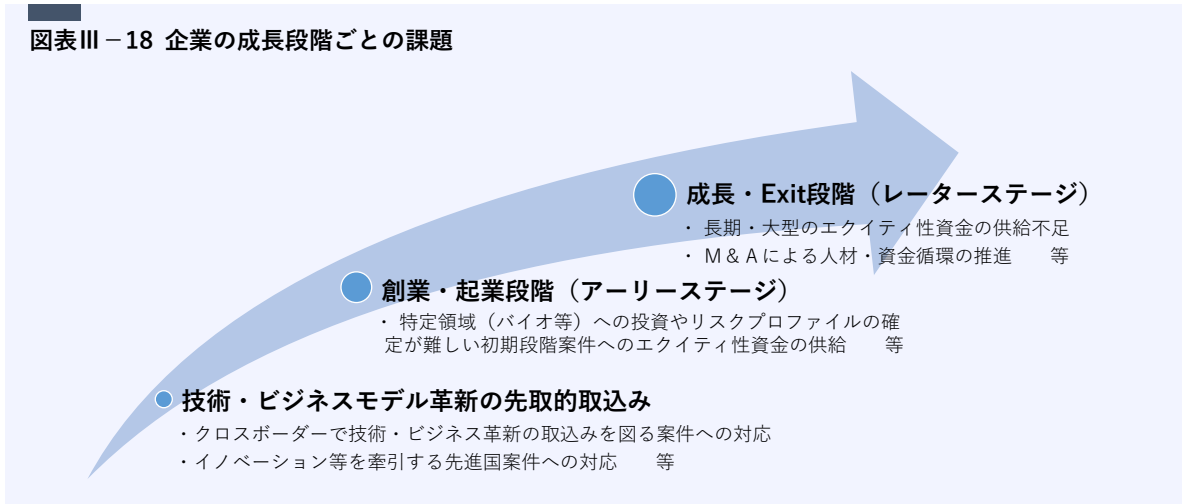 図表Ⅲ－18 企業の成長段階ごとの課題
成長・Exit段階（レーターステージ）
・ 長期・大型のエクイティ性資金の供給不足
・ Ｍ＆Ａによる人材・資金循環の推進　　等
創業・起業段階（アーリーステージ）
・ 特定領域（バイオ等）への投資やリスクプロファイルの確
定が難しい初期段階案件へのエクイティ性資金の供給　　等
技術・ビジネスモデル革新の先取的取込み
・クロスボーダーで技術・ビジネス革新の取込みを図る案件への対応
・イノベーション等を牽引する先進国案件への対応　　等